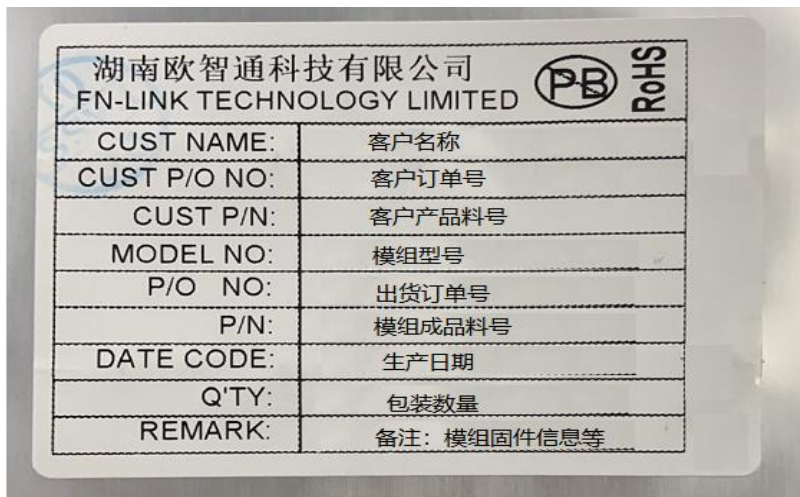 湖南欧智通科技有限公司
FN-LINK TECHNOLOGY LIMITED
PB
RoHS
CUST NAME: 客户名称
CUST P/O NO: 客户订单号
CUST P/N: 客户产品料号
MODEL NO: 模组型号
P/O NO: 出货订单号
P/N: 模组成品料号
DATE CODE: 生产日期
Q'TY: 包装数量
REMARK: 备注：模组固件信息等